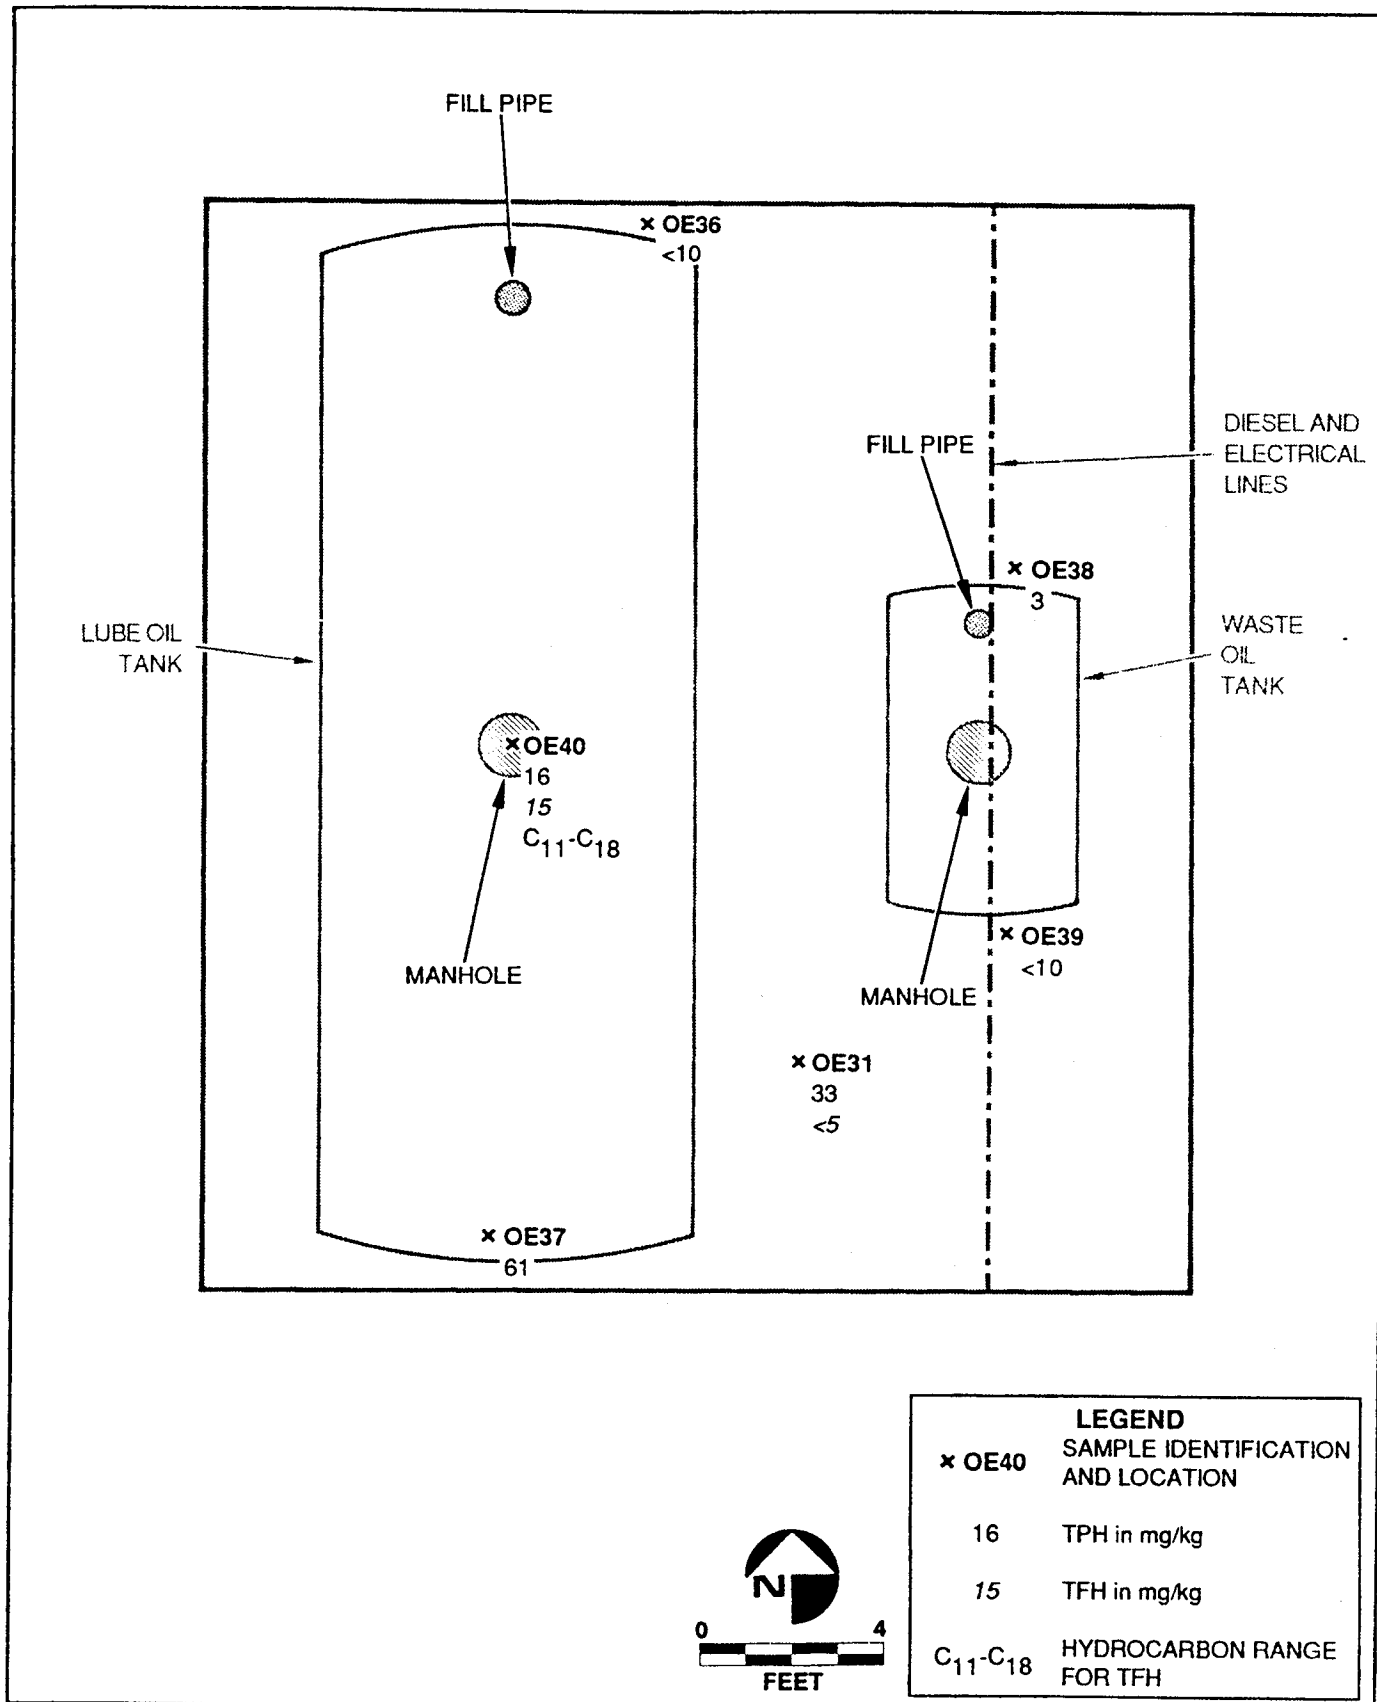 FILL PIPE
× OE36
<10
DIESEL AND
ELECTRICAL
LINES
FILL PIPE
× OE38
3
LUBE OIL
TANK
WASTE
OIL
TANK
× OE40
16
15
C11-C18
MANHOLE
× OE39
<10
MANHOLE
× OE31
33
<5
× OE37
61
LEGEND
× OE40 SAMPLE IDENTIFICATION
AND LOCATION
16 TPH in mg/kg
15 TFH in mg/kg
C11-C18 HYDROCARBON RANGE
FOR TFH
N
0 4
FEET